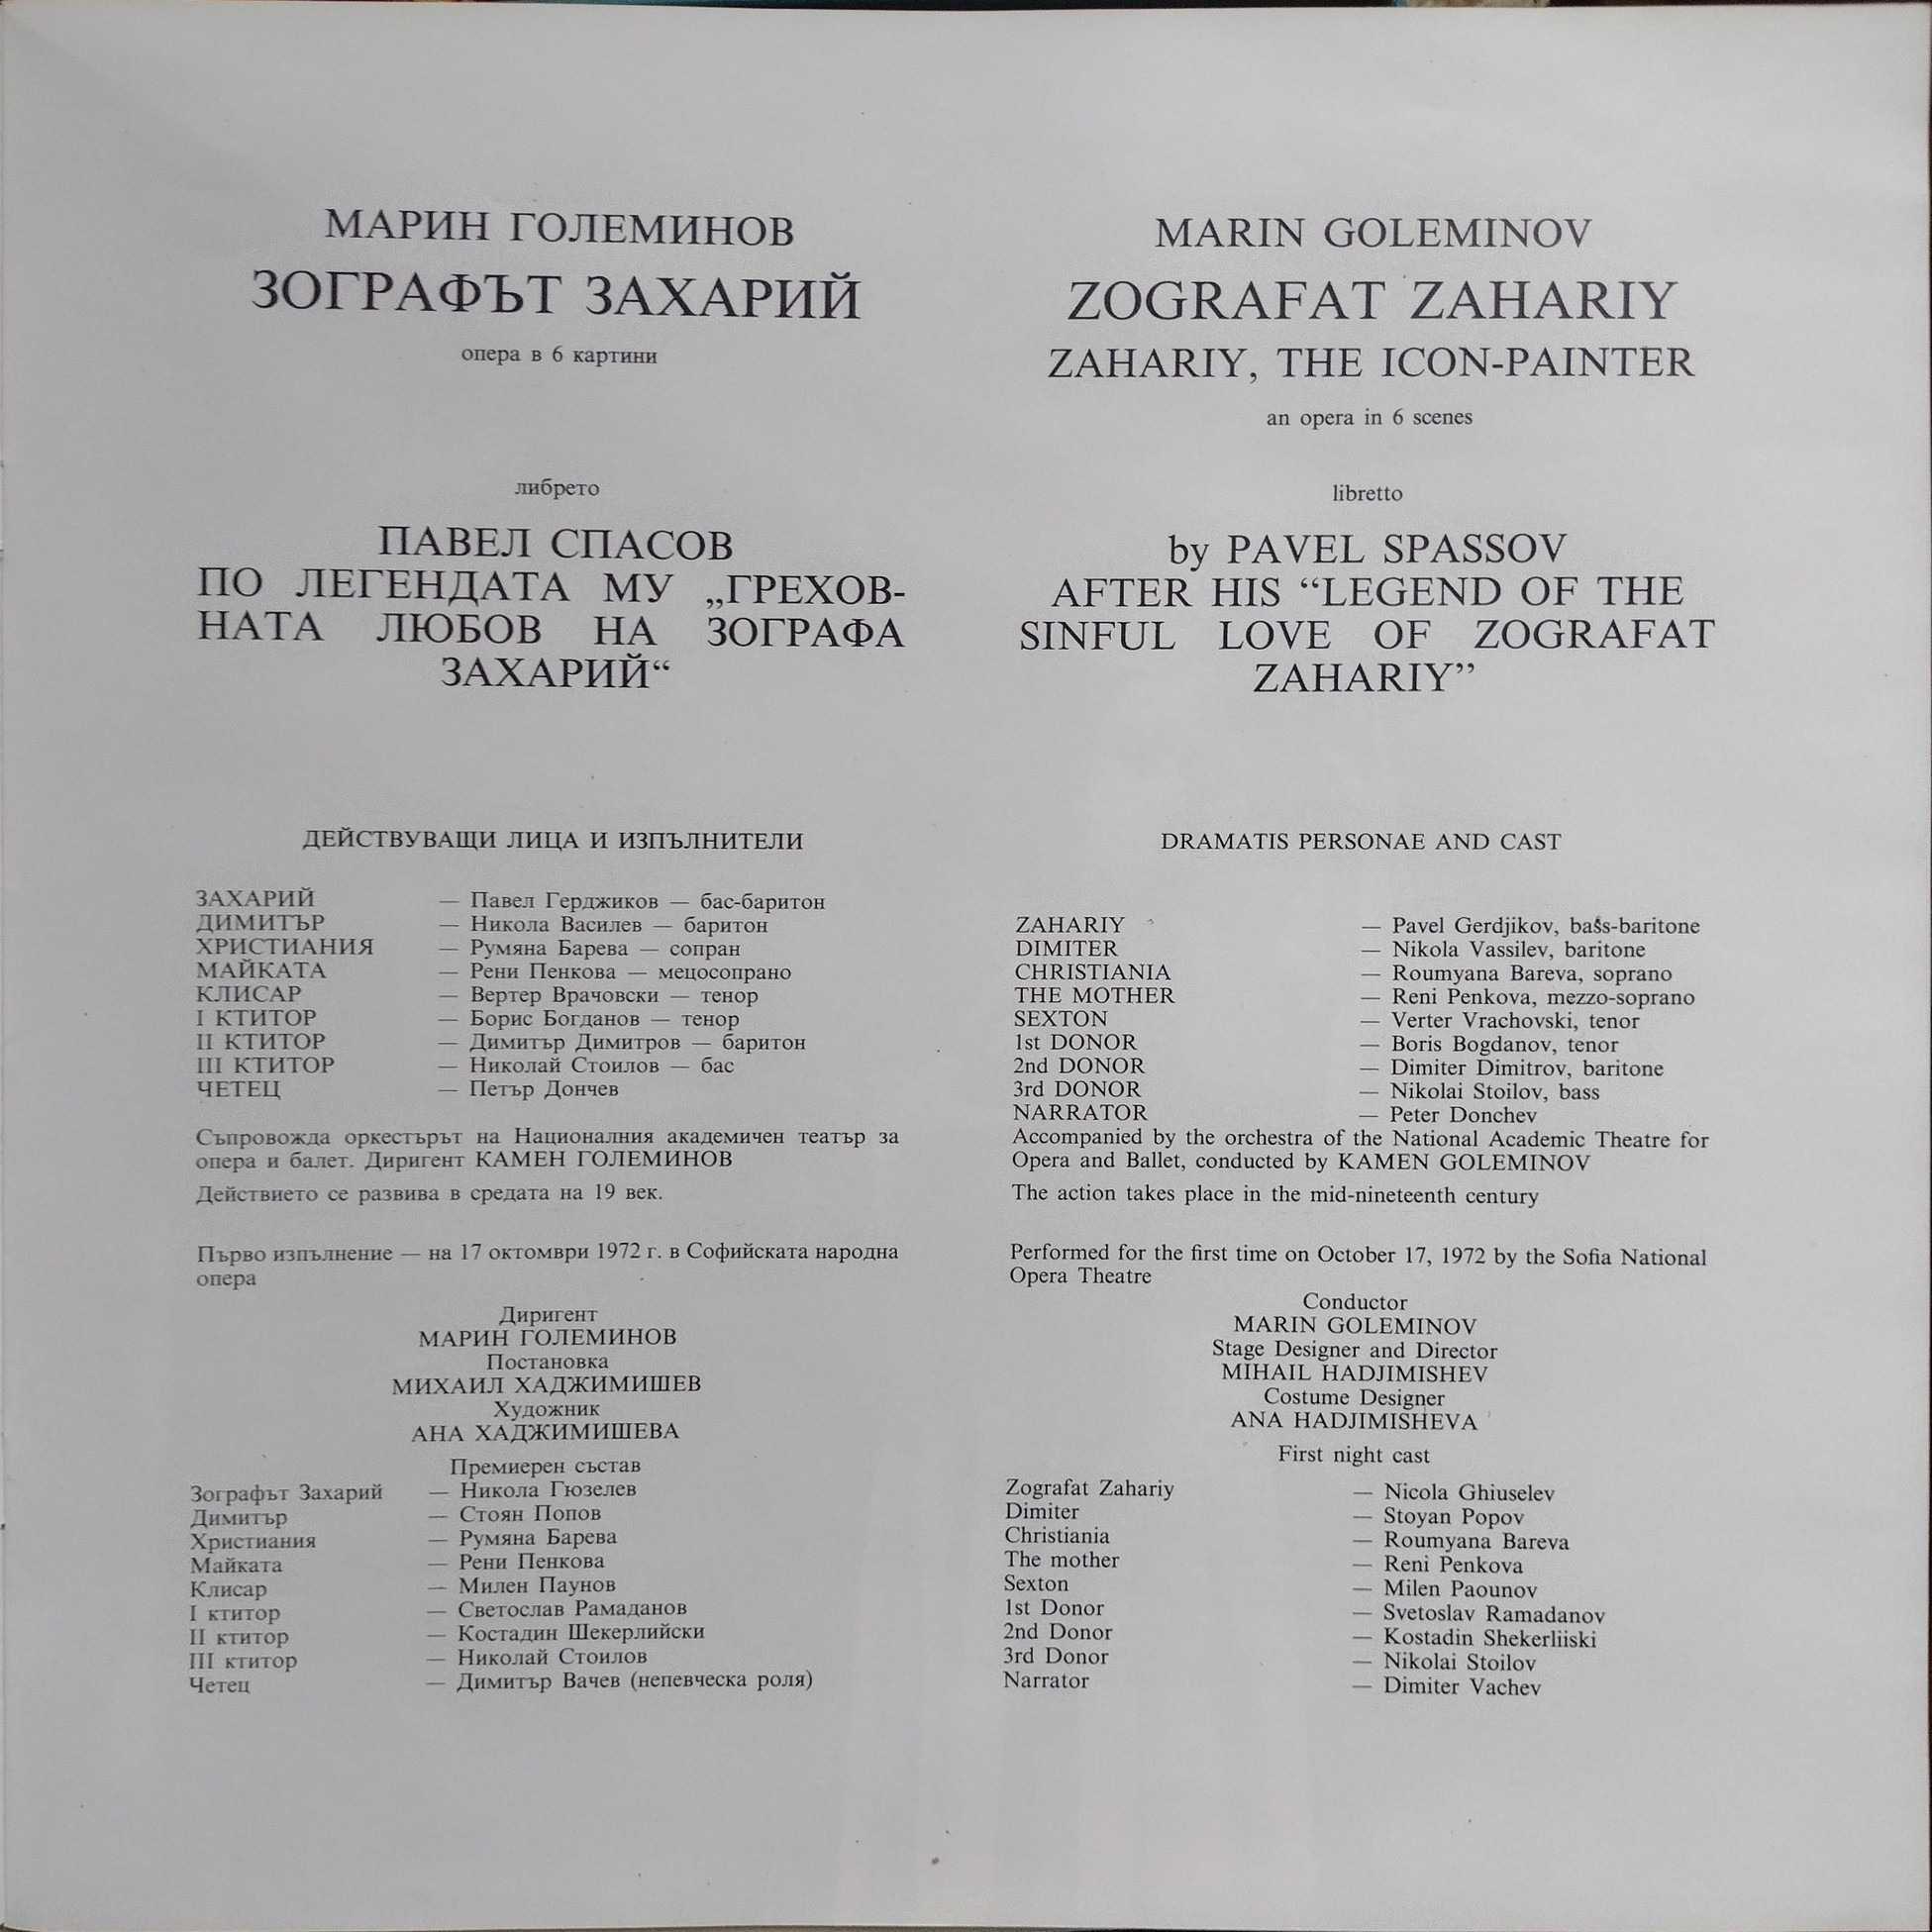 МАРИН ГОЛЕМИНОВ
ЗОГРАФЪТ ЗАХАРИЙ
опера в 6 картини
либрето
ПАВЕЛ СПАСОВ
ПО ЛЕГЕНДАТА МУ „ГРЕХОВ-
НАТА ЛЮБОВ НА ЗОГРАФА
ЗАХАРИЙ“
ДЕЙСТВУВАЩИ ЛИЦА И ИЗПЪЛНИТЕЛИ
ЗАХАРИЙ — Павел Герджиков — бас-баритон
ДИМИТЪР — Никола Василев — баритон
ХРИСТИАНИЯ — Румяна Барева — сопран
МАЙКАТА — Рени Пенкова — мецосопрано
КЛИСАР — Вертер Врачовски — тенор
I КТИТОР — Борис Богданов — тенор
II КТИТОР — Димитър Димитров — баритон
III КТИТОР — Николай Стоилов — бас
ЧЕТЕЦ — Петър Дончев
Съпровожда оркестърът на Националния академичен театър за
опера и балет. Диригент КАМЕН ГОЛЕМИНОВ
Действието се развива в средата на 19 век.
Първо изпълнение — на 17 октомври 1972 г. в Софийската народна
опера
Диригент
МАРИН ГОЛЕМИНОВ
Постановка
МИХАИЛ ХАДЖИМИШЕВ
Художник
АНА ХАДЖИМИШЕВА
Премиерен състав
Зографът Захарий — Никола Гюзелев
Димитър — Стоян Попов
Христиания — Румяна Барева
Майката — Рени Пенкова
Клисар — Милен Паунов
I ктитор — Светослав Рамаданов
II ктитор — Костадин Шекерлийски
III ктитор — Николай Стоилов
Четец — Димитър Вачев (непевческа роля)
MARIN GOLEMINOV
ZOGRAFAT ZAHARIY
ZAHARIY, THE ICON-PAINTER
an opera in 6 scenes
libretto
by PAVEL SPASSOV
AFTER HIS “LEGEND OF THE
SINFUL LOVE OF ZOGRAFAT
ZAHARIY”
DRAMATIS PERSONAE AND CAST
ZAHARIY — Pavel Gerdjikov, bass-baritone
DIMITER — Nikola Vassilev, baritone
CHRISTIANIA — Roumyana Bareva, soprano
THE MOTHER — Reni Penkova, mezzo-soprano
SEXTON — Verter Vrachovski, tenor
1st DONOR — Boris Bogdanov, tenor
2nd DONOR — Dimiter Dimitrov, baritone
3rd DONOR — Nikolai Stoilov, bass
NARRATOR — Peter Donchev
Accompanied by the orchestra of the National Academic Theatre for
Opera and Ballet, conducted by KAMEN GOLEMINOV
The action takes place in the mid-nineteenth century
Performed for the first time on October 17, 1972 by the Sofia National
Opera Theatre
Conductor
MARIN GOLEMINOV
Stage Designer and Director
MIHAIL HADJIMISHEV
Costume Designer
ANA HADJIMISHEVA
First night cast
Zografat Zahariy — Nicola Ghiuselev
Dimiter — Stoyan Popov
Christiania — Roumyana Bareva
The mother — Reni Penkova
Sexton — Milen Paounov
1st Donor — Svetoslav Ramadanov
2nd Donor — Kostadin Shekerliiski
3rd Donor — Nikolai Stoilov
Narrator — Dimiter Vachev